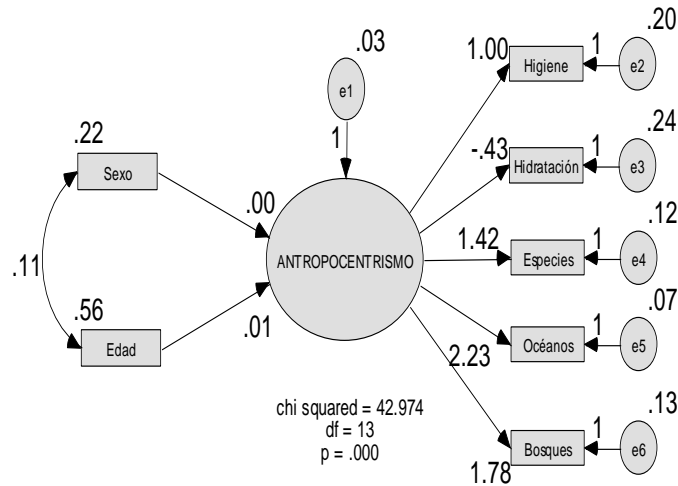 .03
.20
e1
1.00
Higiene
1
e2
.22
1
-.43
.24
Sexo
.00
Hidratación
1
e3
.12
ANTROPOCENTRISMO
1.42
Especies
1
e4
.11
.56
.01
.07
Edad
2.23
Océanos
1
e5
chi squared = 42.974
df = 13
p = .000
.13
1.78
Bosques
1
e6